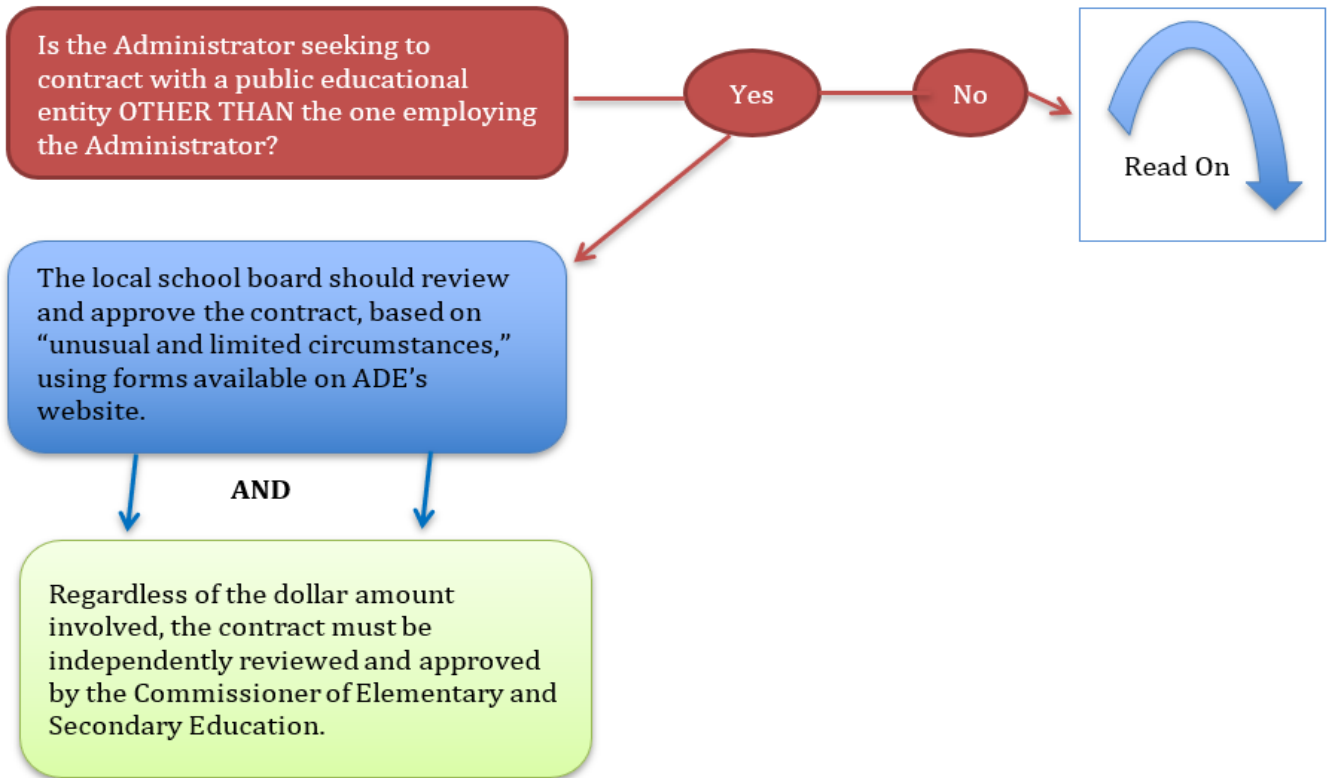 Is the Administrator seeking to
contract with a public educational
entity OTHER THAN the one employing
the Administrator?
Yes
No
Read On
The local school board should review
and approve the contract, based on
“unusual and limited circumstances,”
using forms available on ADE’s
website.
AND
Regardless of the dollar amount
involved, the contract must be
independently reviewed and approved
by the Commissioner of Elementary and
Secondary Education.